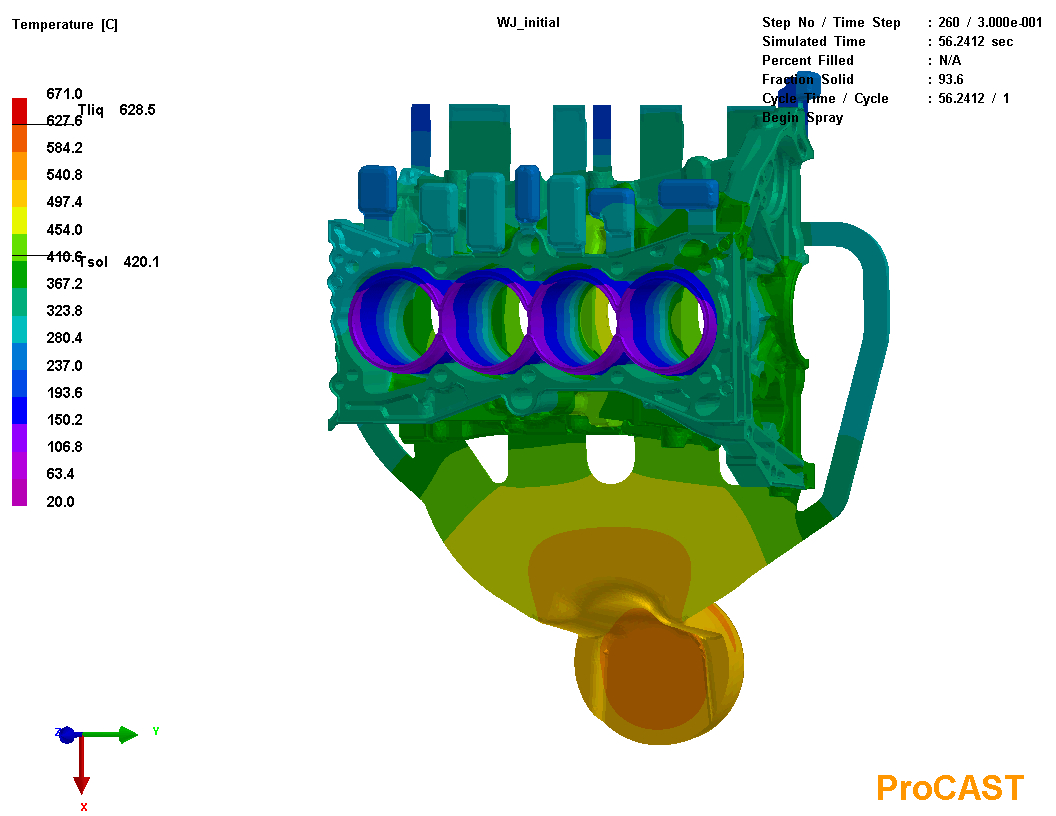 Temperature [C]
WJ_initial
Step No / Time Step : 260 / 3.000e-001
Simulated Time : 56.2412 sec
Percent Filled : N/A
Fraction Solid : 93.6
Cycle Time / Cycle : 56.2412 / 1
Begin Spray
671.0
Tliq 628.5
627.6
584.2
540.8
497.4
454.0
410.6
Tsol 420.1
367.2
323.8
280.4
237.0
193.6
150.2
106.8
63.4
20.0
Z
Y
X
ProCAST